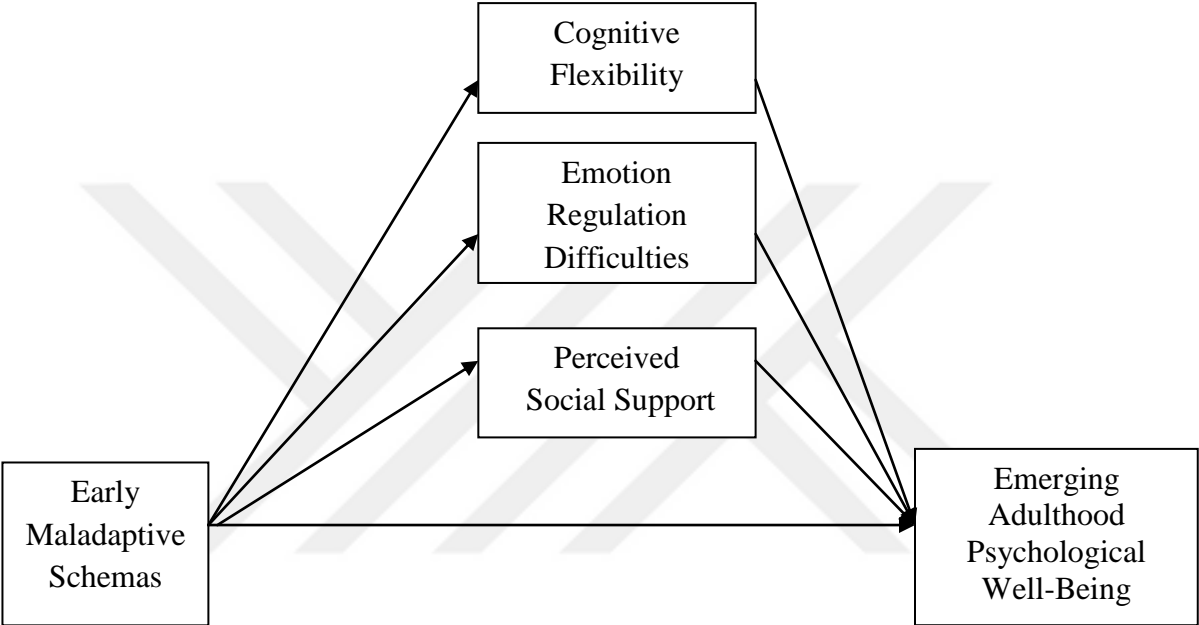 Cognitive
Flexibility
Emotion
Regulation
Difficulties
Perceived
Social Support
Early
Maladaptive
Schemas
Emerging
Adulthood
Psychological
Well-Being